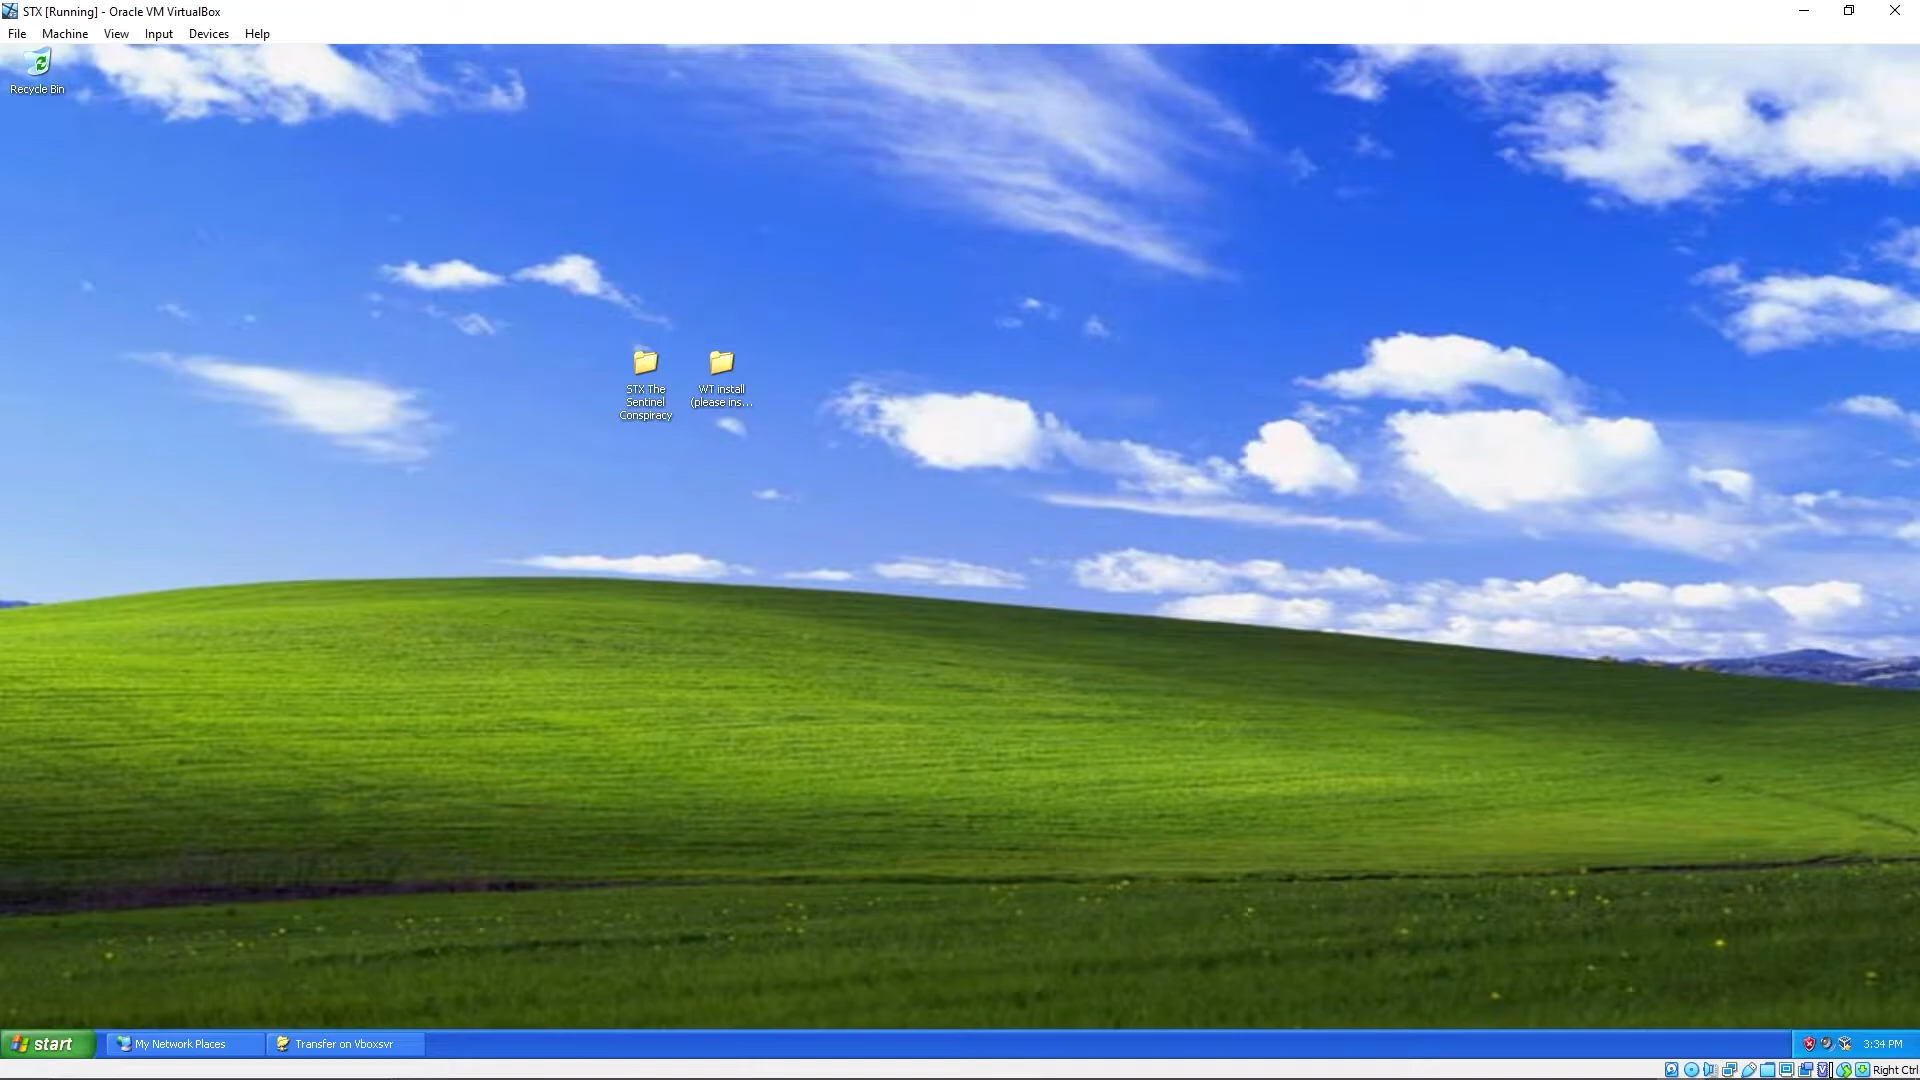 STX [Running] - Oracle VM VirtualBox
File Machine View Input Devices Help
Recycle Bin
STX The
Sentinel
Conspiracy
WT install
(please ins...
start
My Network Places
Transfer on Vboxsvr
3:34 PM
Right Ctrl